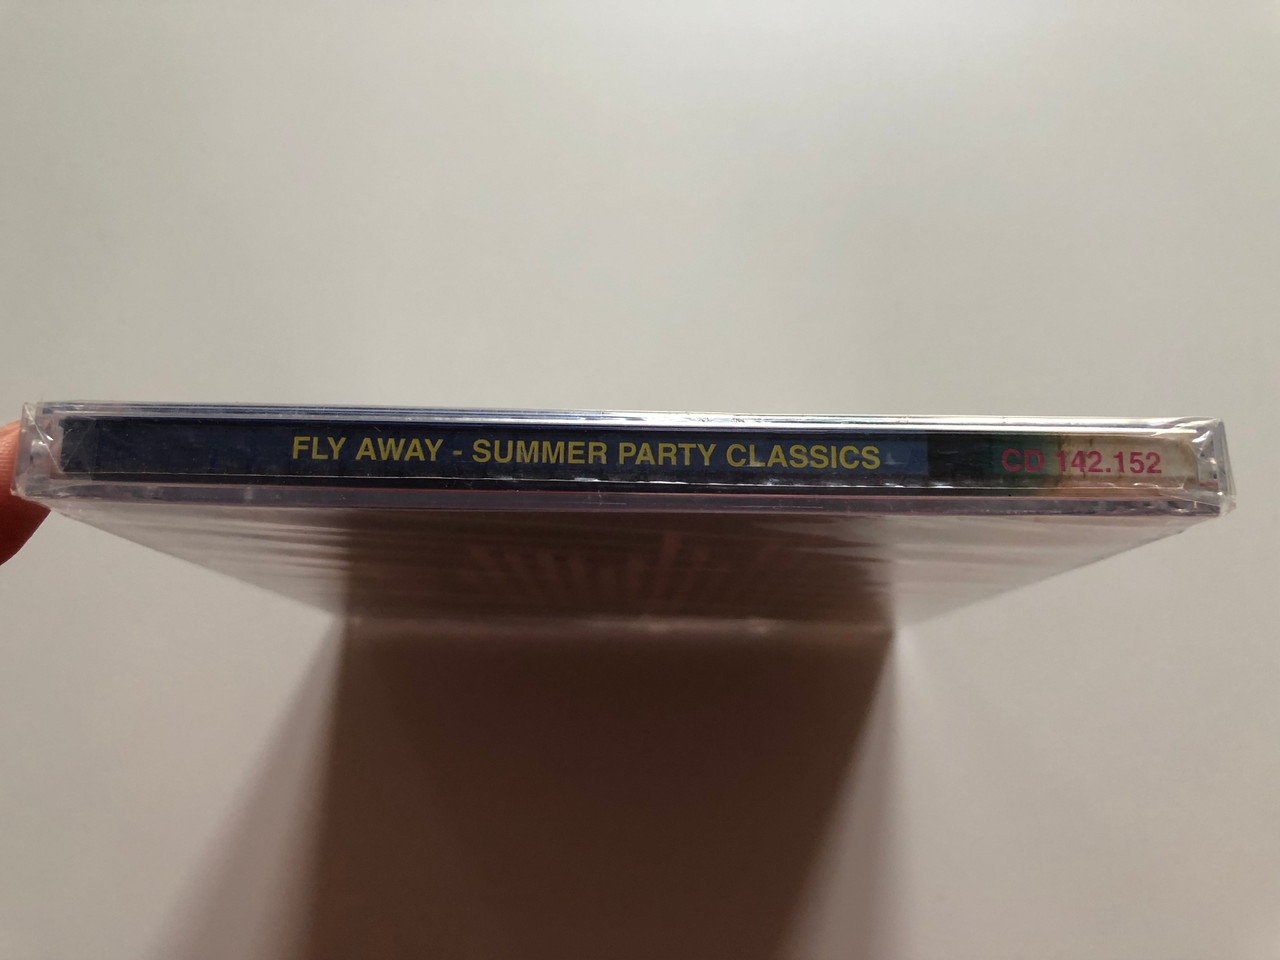 FLY AWAY - SUMMER PARTY CLASSICS CD 142.152